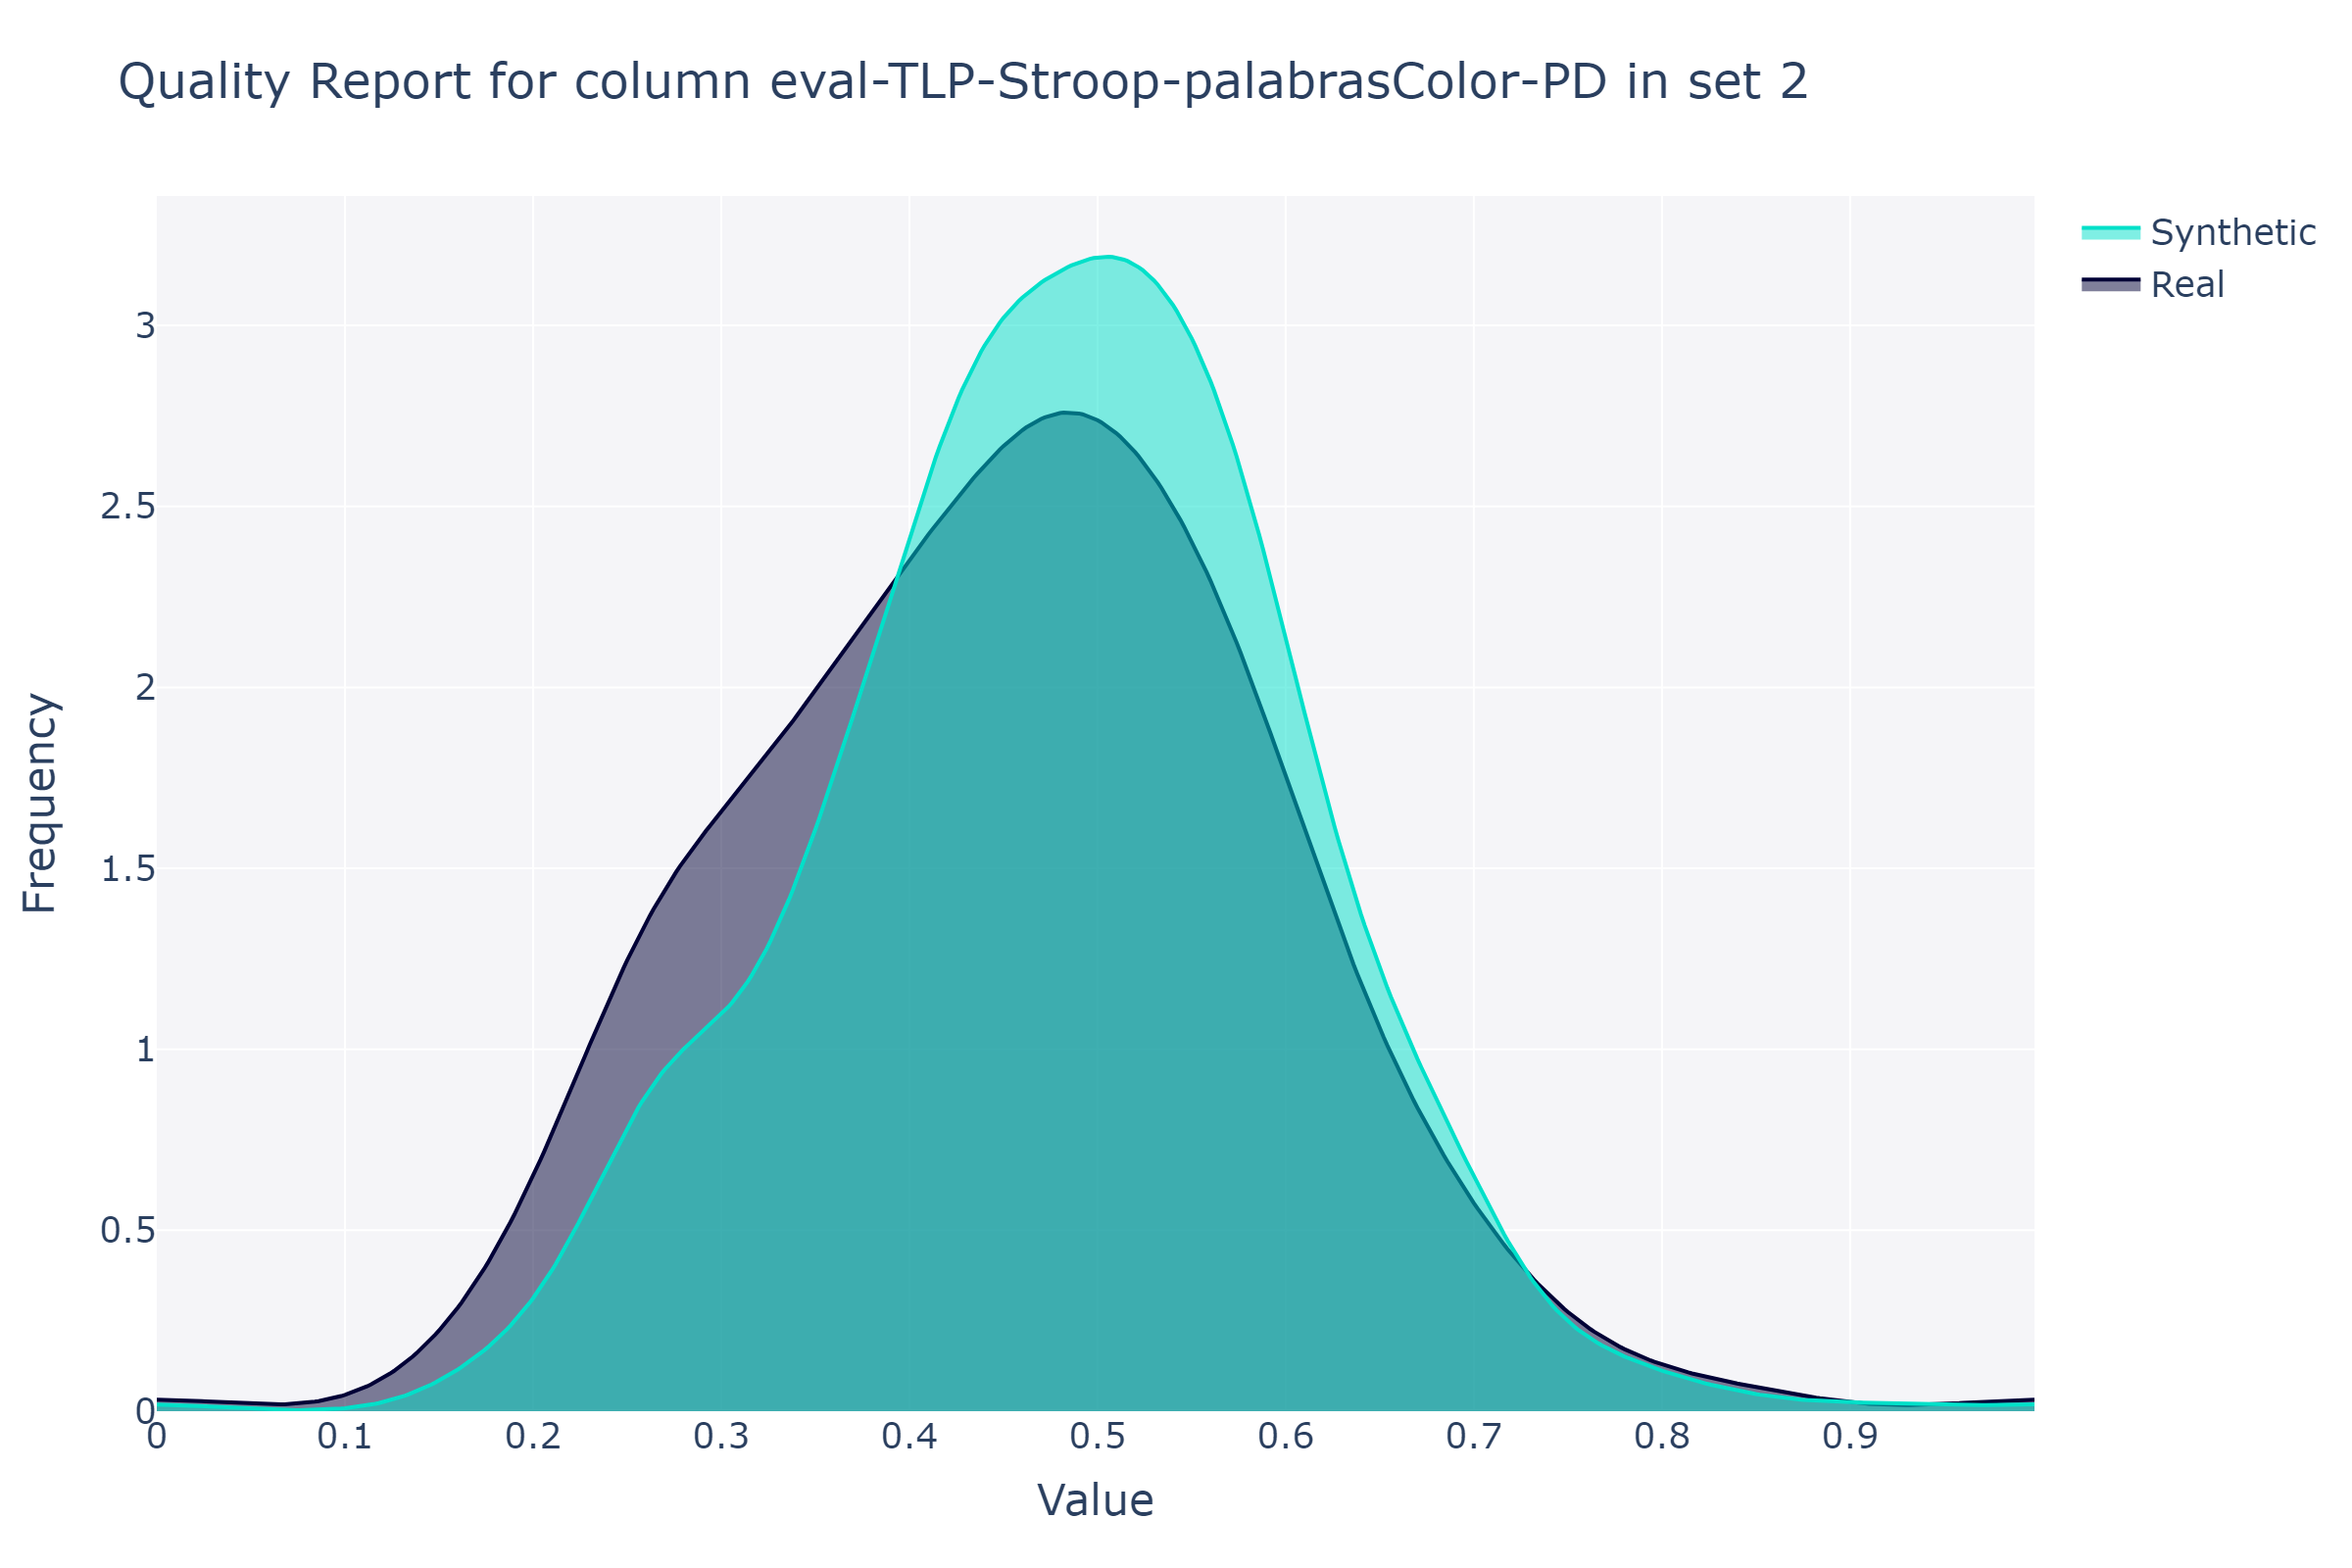 Quality Report for column eval-TLP-Stroop-palabrasColor-PD in set 2
Synthetic
Real
Frequency
3
2.5
2
1.5
1
0.5
0
0 0.1 0.2 0.3 0.4 0.5 0.6 0.7 0.8 0.9
Value